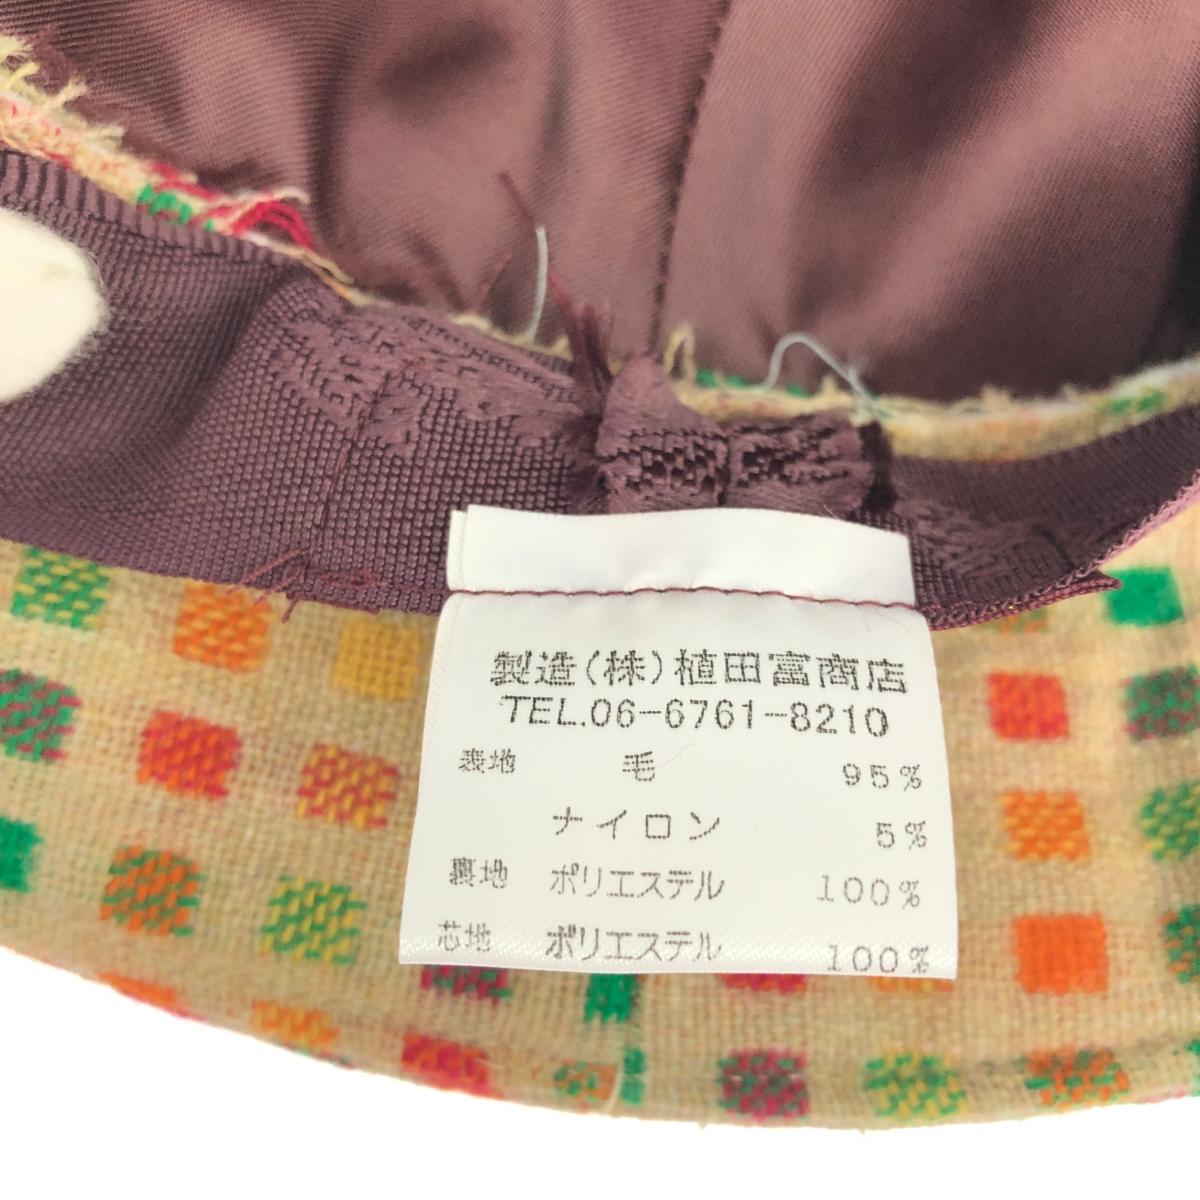 製造(株)植田富商店
TEL.06-6761-8210
表地 毛 95%
ナイロン 5%
裏地 ポリエステル 100%
芯地 ポリエステル 100%